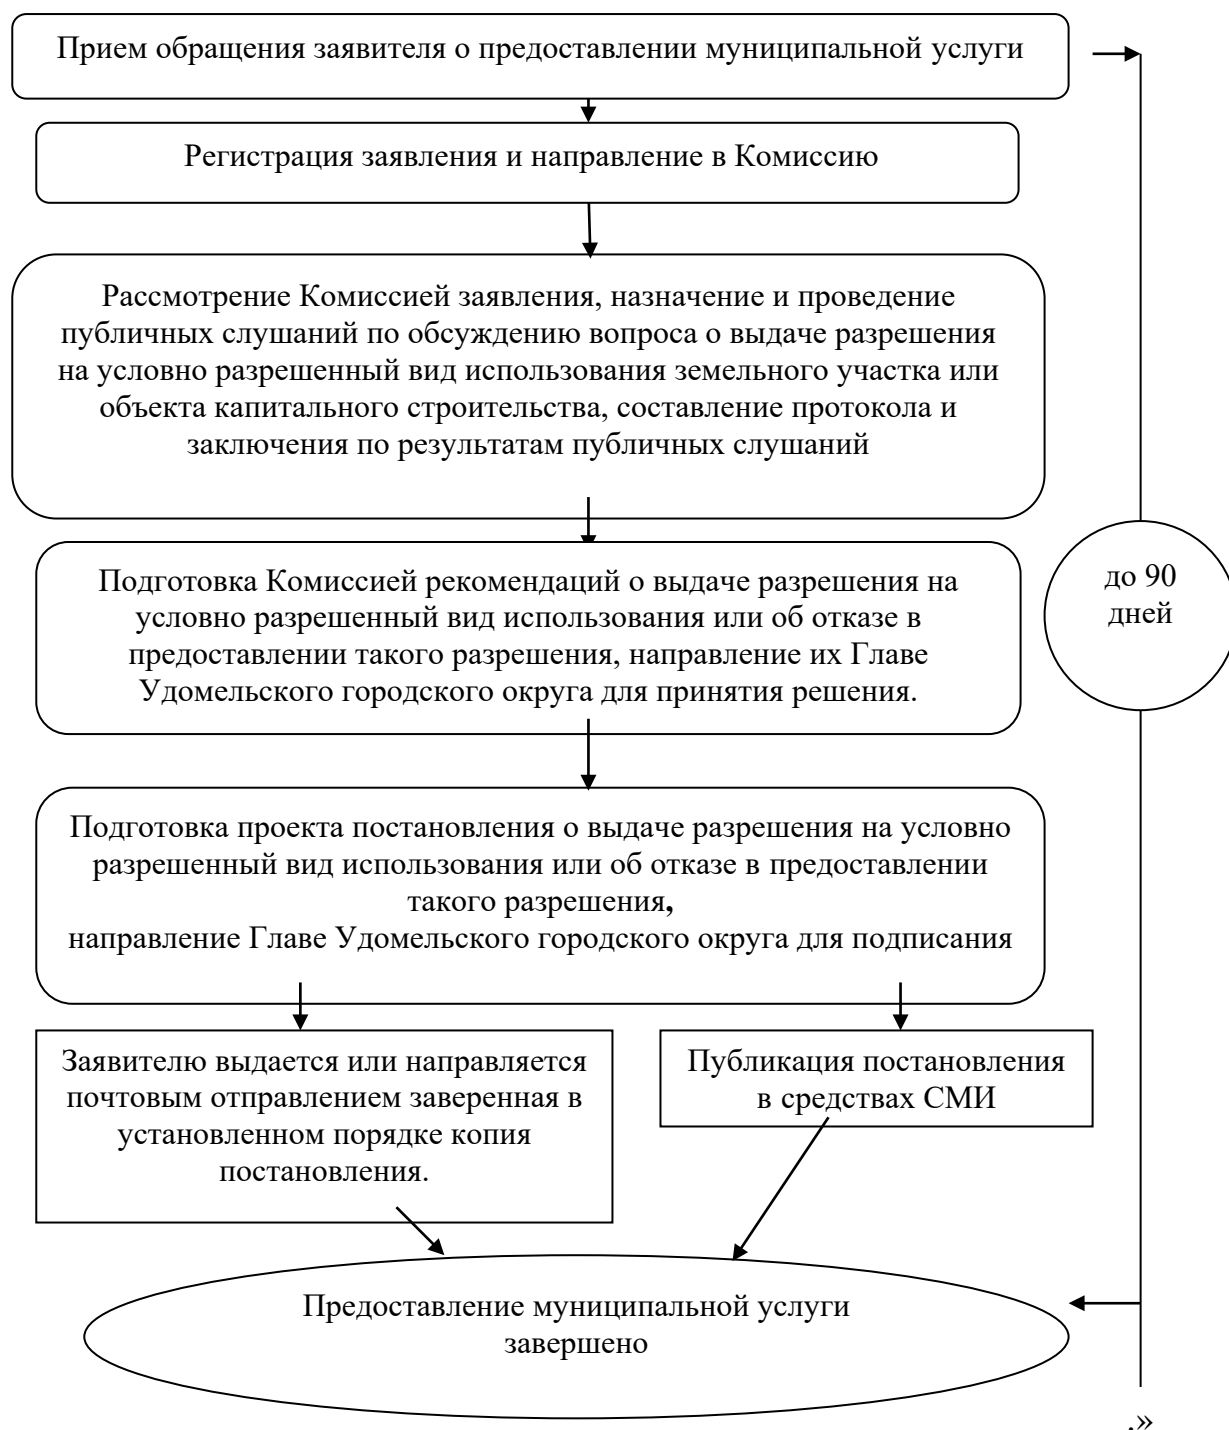 Прием обращения заявителя о предоставлении муниципальной услуги
Регистрация заявления и направление в Комиссию
Рассмотрение Комиссией заявления, назначение и проведение
публичных слушаний по обсуждению вопроса о выдаче разрешения
на условно разрешенный вид использования земельного участка или
объекта капитального строительства, составление протокола и
заключения по результатам публичных слушаний
до 90
дней
Подготовка Комиссией рекомендаций о выдаче разрешения на
условно разрешенный вид использования или об отказе в
предоставлении такого разрешения, направление их Главе
Удомельского городского округа для принятия решения.
Подготовка проекта постановления о выдаче разрешения на условно
разрешенный вид использования или об отказе в предоставлении
такого разрешения,
направление Главе Удомельского городского округа для подписания
Заявителю выдается или направляется
почтовым отправлением заверенная в
установленном порядке копия
постановления.
Публикация постановления
в средствах СМИ
Предоставление муниципальной услуги
завершено
.»